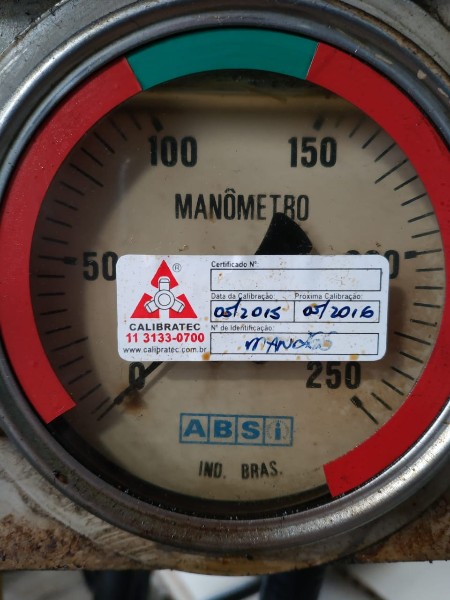 100 150
MANÔMETRO
50
Certificado Nº
Data da Calibração: Próxima Calibração:
05/2015 05/2016
Nº de Identificação:
®
CALIBRATEC
11 3133-0700
www.calibratec.com.br
0 250
ABSi
IND. BRAS.